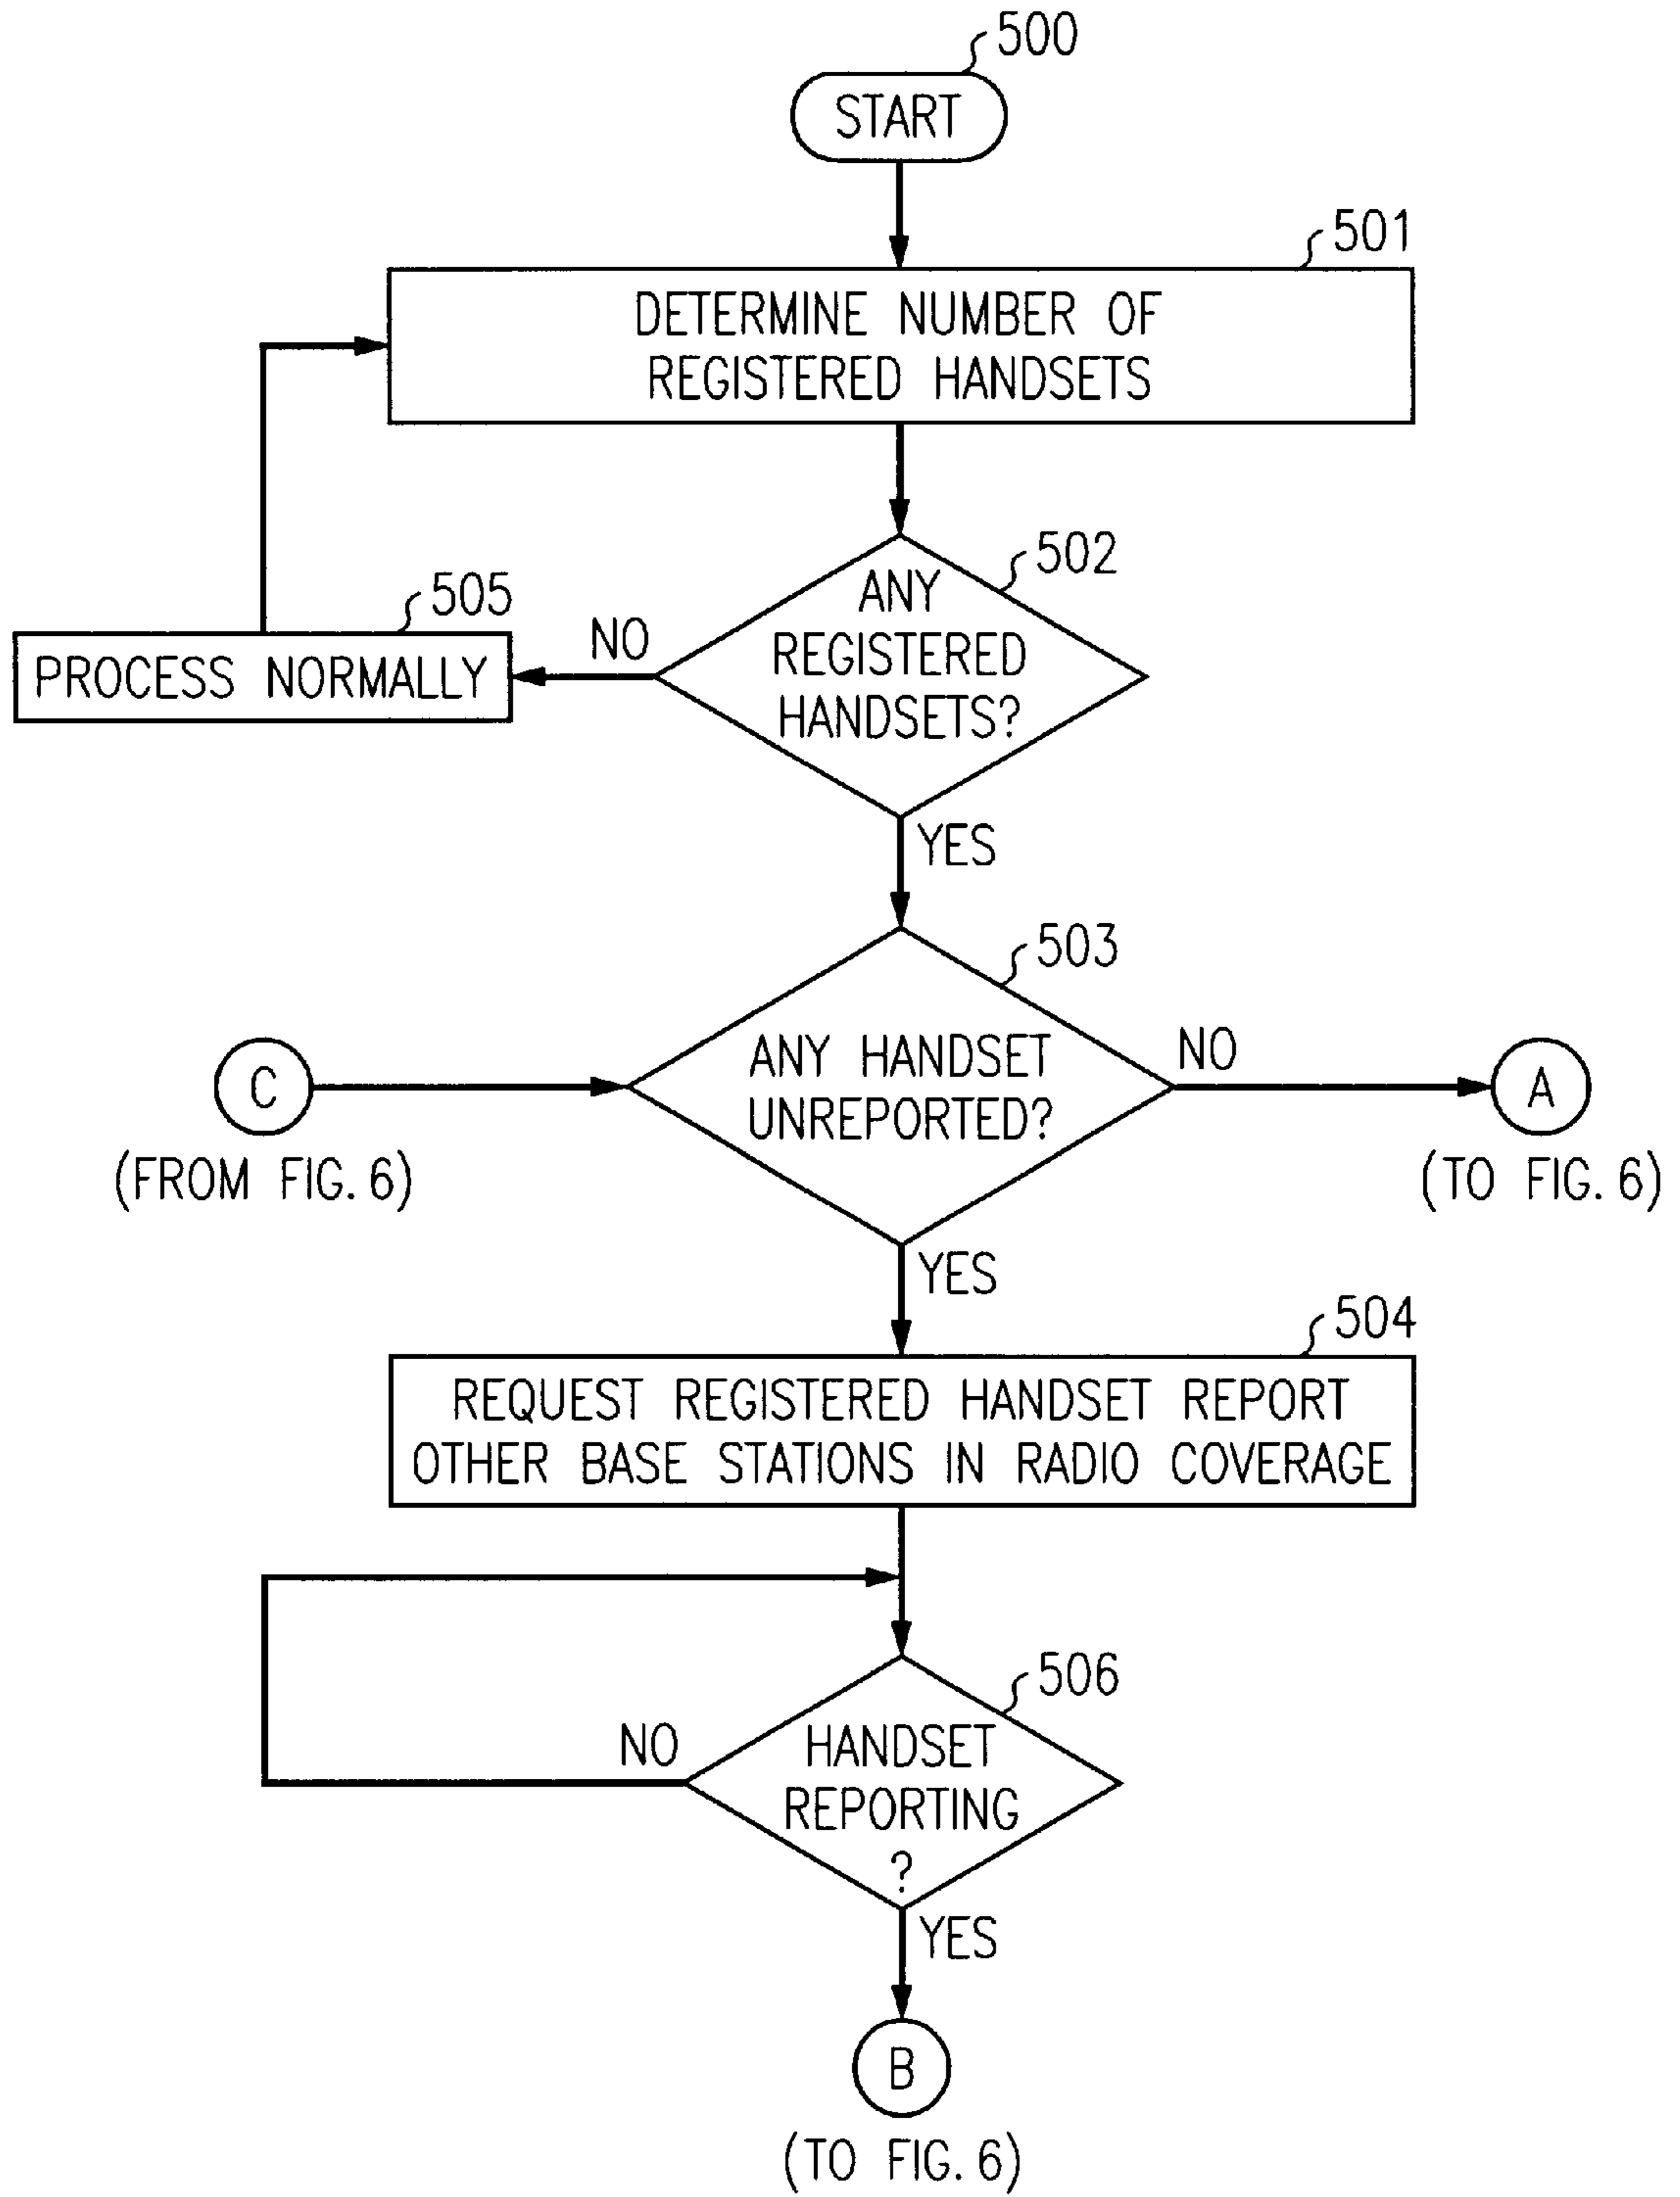 500
START
501
DETERMINE NUMBER OF
REGISTERED HANDSETS
502
ANY
REGISTERED
HANDSETS?
505
NO
PROCESS NORMALLY
YES
503
ANY HANDSET
UNREPORTED?
NO
C
A
(FROM FIG. 6)
(TO FIG. 6)
YES
504
REQUEST REGISTERED HANDSET REPORT
OTHER BASE STATIONS IN RADIO COVERAGE
506
NO
HANDSET
REPORTING
?
YES
B
(TO FIG. 6)